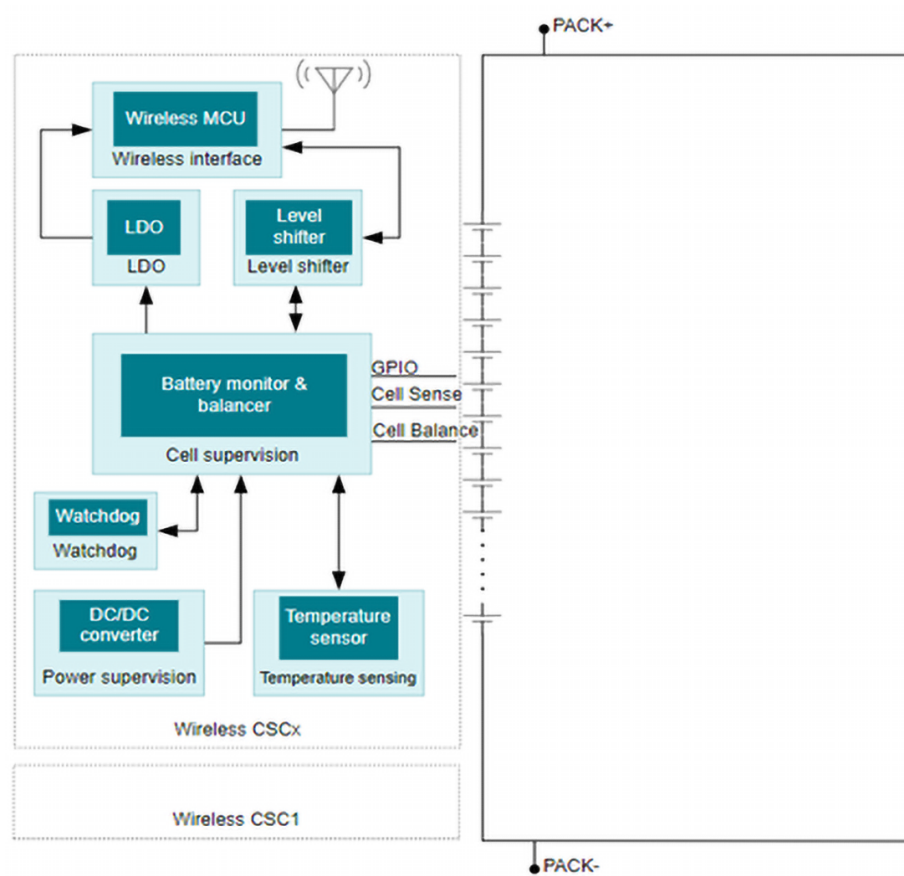 PACK+
Wireless MCU
Wireless interface
LDO
LDO
Level
shifter
Level shifter
Battery monitor &
balancer
Cell supervision
GPIO
Cell Sense
Cell Balance
Watchdog
Watchdog
DC/DC
converter
Power supervision
Temperature
sensor
Temperature sensing
Wireless CSCx
Wireless CSC1
PACK-